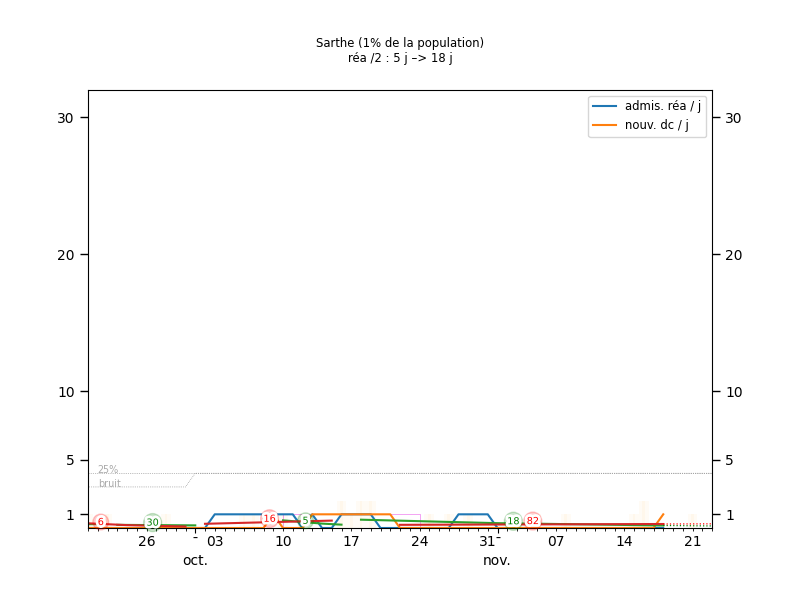 Sarthe (1% de la population)
réa /2 : 5 j –> 18 j
admis. réa / j
nouv. dc / j
30 30
20 20
10 10
5 5
25%
bruit
1 1
6 30 16 5 18 82
26 - 03 10 17 24 31 - 07 14 21
oct. nov.